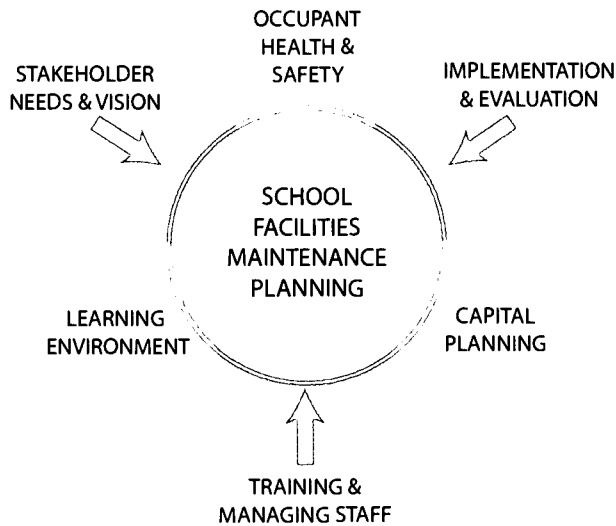 OCCUPANT
HEALTH &
SAFETY
STAKEHOLDER
NEEDS & VISION
IMPLEMENTATION
& EVALUATION
SCHOOL
FACILITIES
MAINTENANCE
PLANNING
LEARNING
ENVIRONMENT
CAPITAL
PLANNING
TRAINING &
MANAGING STAFF